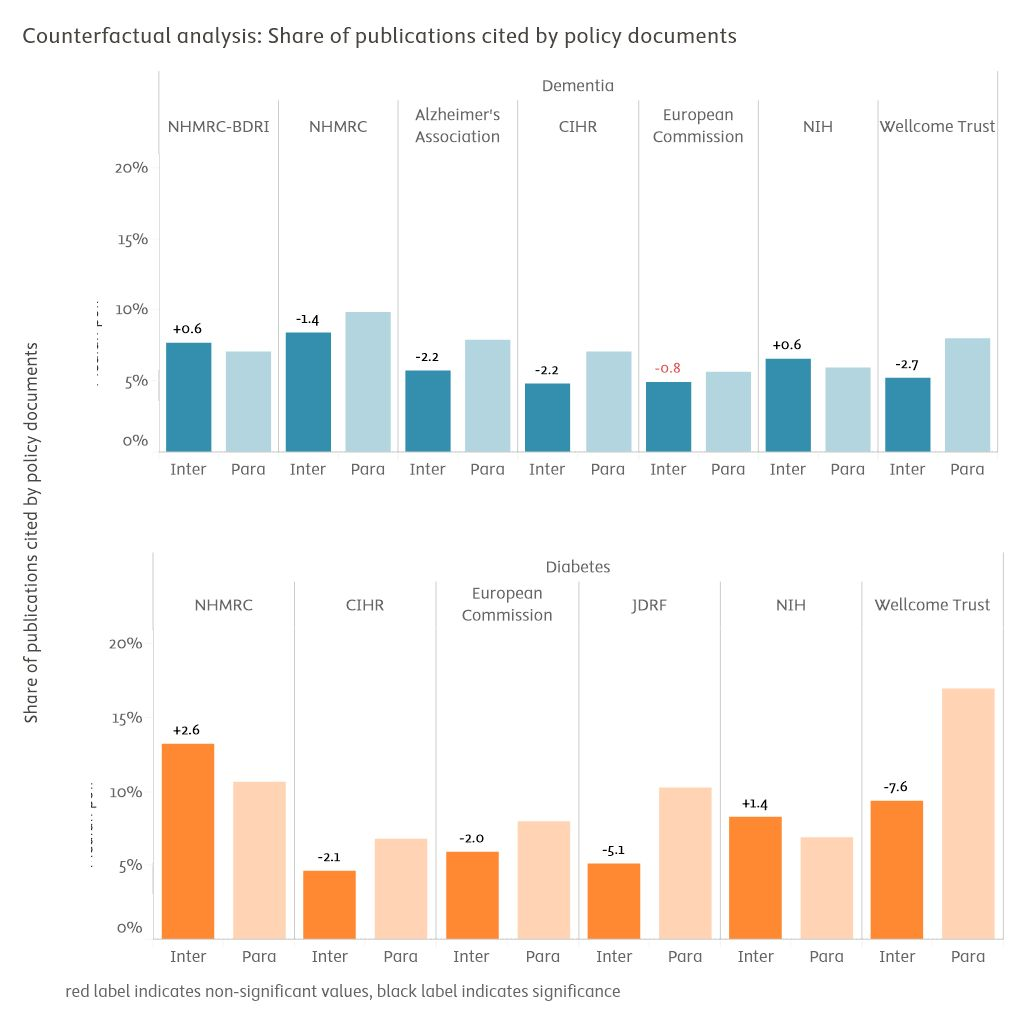 Counterfactual analysis: Share of publications cited by policy documents
Dementia
NHMRC-BDRI
NHMRC
Alzheimer's
Association
CIHR
European
Commission
NIH
Wellcome Trust
20%
15%
10%
5%
0%
+0.6
-1.4
-2.2
-2.2
-0.8
+0.6
-2.7
Inter Para Inter Para Inter Para Inter Para Inter Para Inter Para Inter Para
Share of publications cited by policy documents
Diabetes
NHMRC
CIHR
European
Commission
JDRF
NIH
Wellcome Trust
20%
15%
10%
5%
0%
+2.6
-2.1
-2.0
-5.1
+1.4
-7.6
Inter Para Inter Para Inter Para Inter Para Inter Para Inter Para
red label indicates non-significant values, black label indicates significance